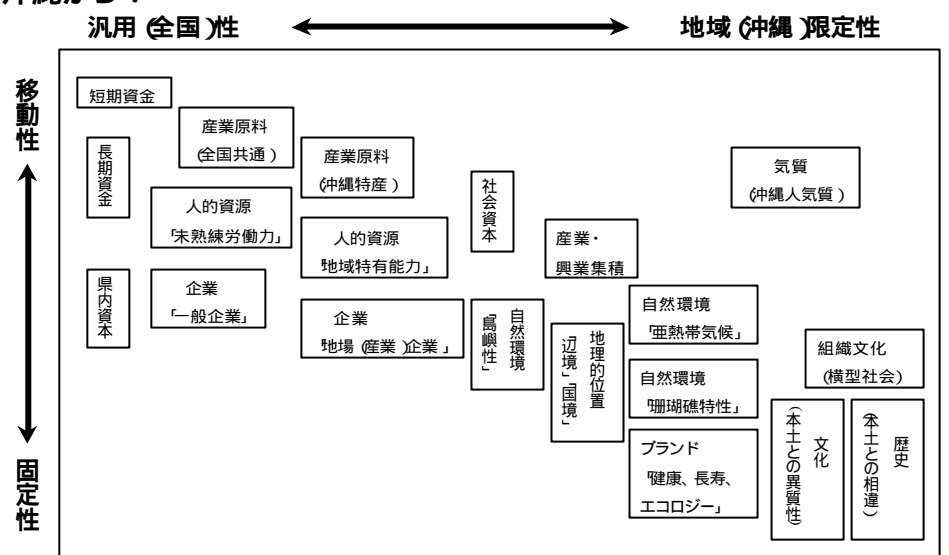 汎用(全国)性
地域(沖縄)限定性
移動性
固定性
短期資金
長期資金
県内資本
産業原料
(全国共通)
人的資源
「未熟練労働力」
企業
「一般企業」
産業原料
(沖縄特産)
人的資源
「地域特有能力」
企業
「地場(産業)企業」
社会資本
自然環境
「島嶼性」
産業・
興業集積
地理的位置
「辺境」「国境」
自然環境
「亜熱帯気候」
自然環境
「珊瑚礁特性」
ブランド
「健康、長寿、
エコロジー」
気質
(沖縄人気質)
組織文化
(横型社会)
文化
(本土との異質性)
歴史
(本土との相違)